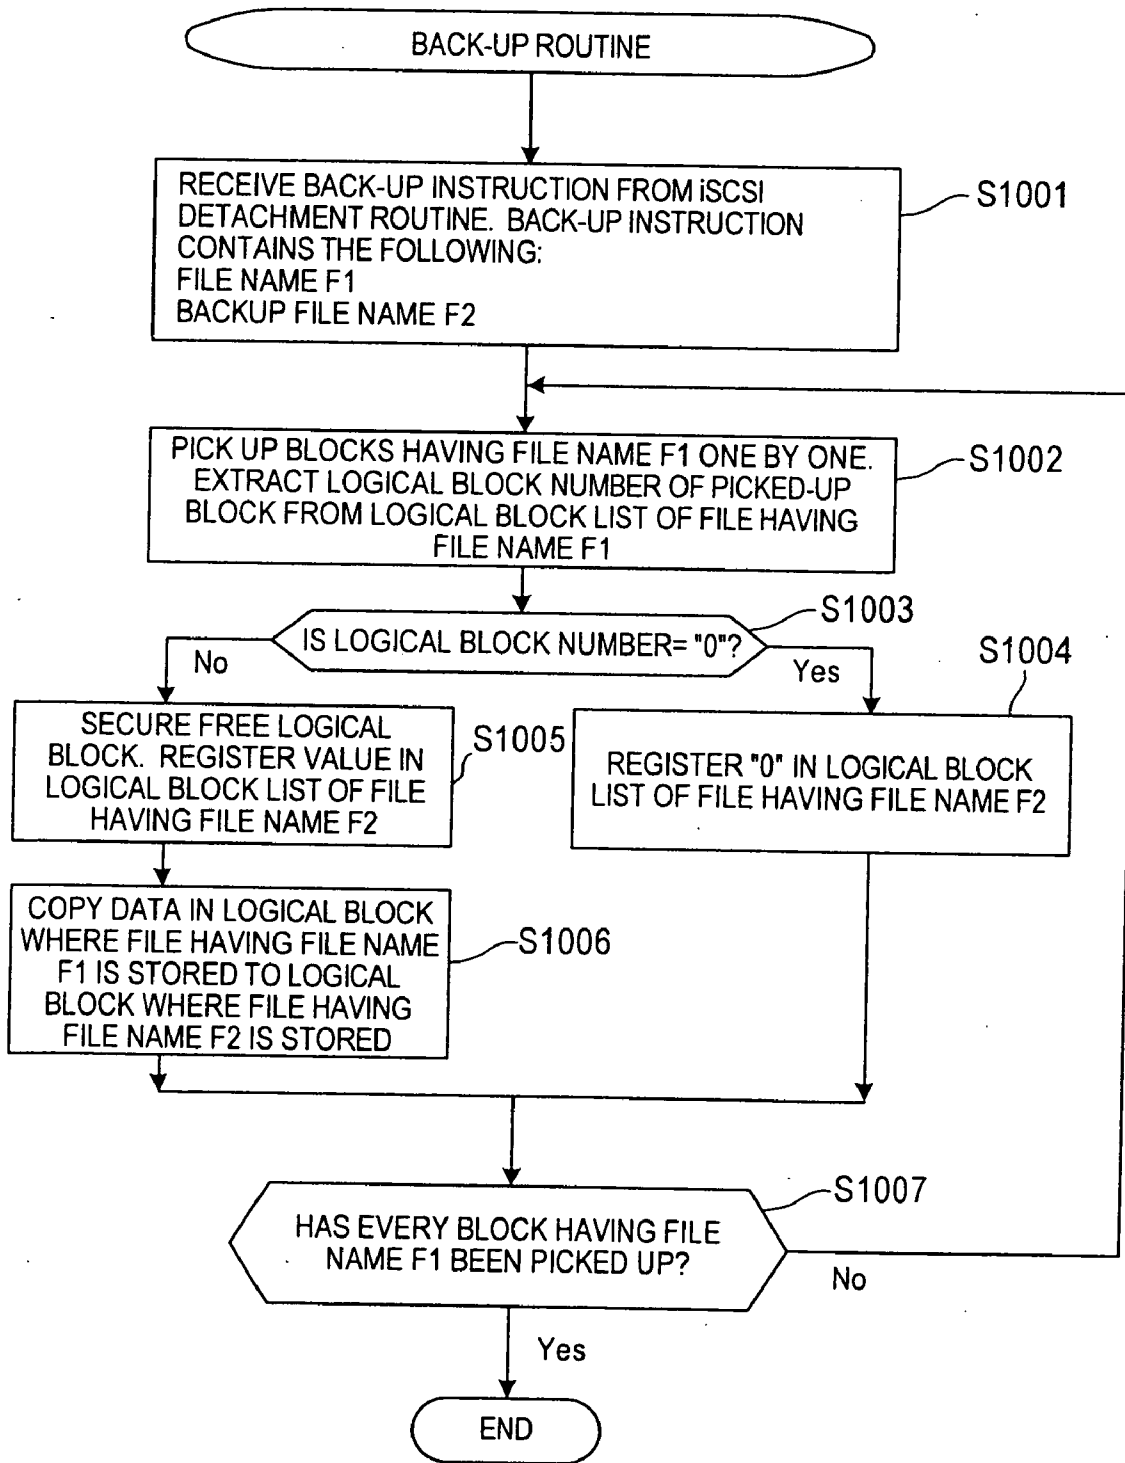 BACK-UP ROUTINE
RECEIVE BACK-UP INSTRUCTION FROM iSCSI
DETACHMENT ROUTINE. BACK-UP INSTRUCTION
CONTAINS THE FOLLOWING:
FILE NAME F1
BACKUP FILE NAME F2
S1001
PICK UP BLOCKS HAVING FILE NAME F1 ONE BY ONE.
EXTRACT LOGICAL BLOCK NUMBER OF PICKED-UP
BLOCK FROM LOGICAL BLOCK LIST OF FILE HAVING
FILE NAME F1
S1002
IS LOGICAL BLOCK NUMBER= "0"?
S1003
No
Yes
S1004
SECURE FREE LOGICAL
BLOCK. REGISTER VALUE IN
LOGICAL BLOCK LIST OF FILE
HAVING FILE NAME F2
S1005
REGISTER "0" IN LOGICAL BLOCK
LIST OF FILE HAVING FILE NAME F2
COPY DATA IN LOGICAL BLOCK
WHERE FILE HAVING FILE NAME
F1 IS STORED TO LOGICAL
BLOCK WHERE FILE HAVING
FILE NAME F2 IS STORED
S1006
HAS EVERY BLOCK HAVING FILE
NAME F1 BEEN PICKED UP?
S1007
No
Yes
END